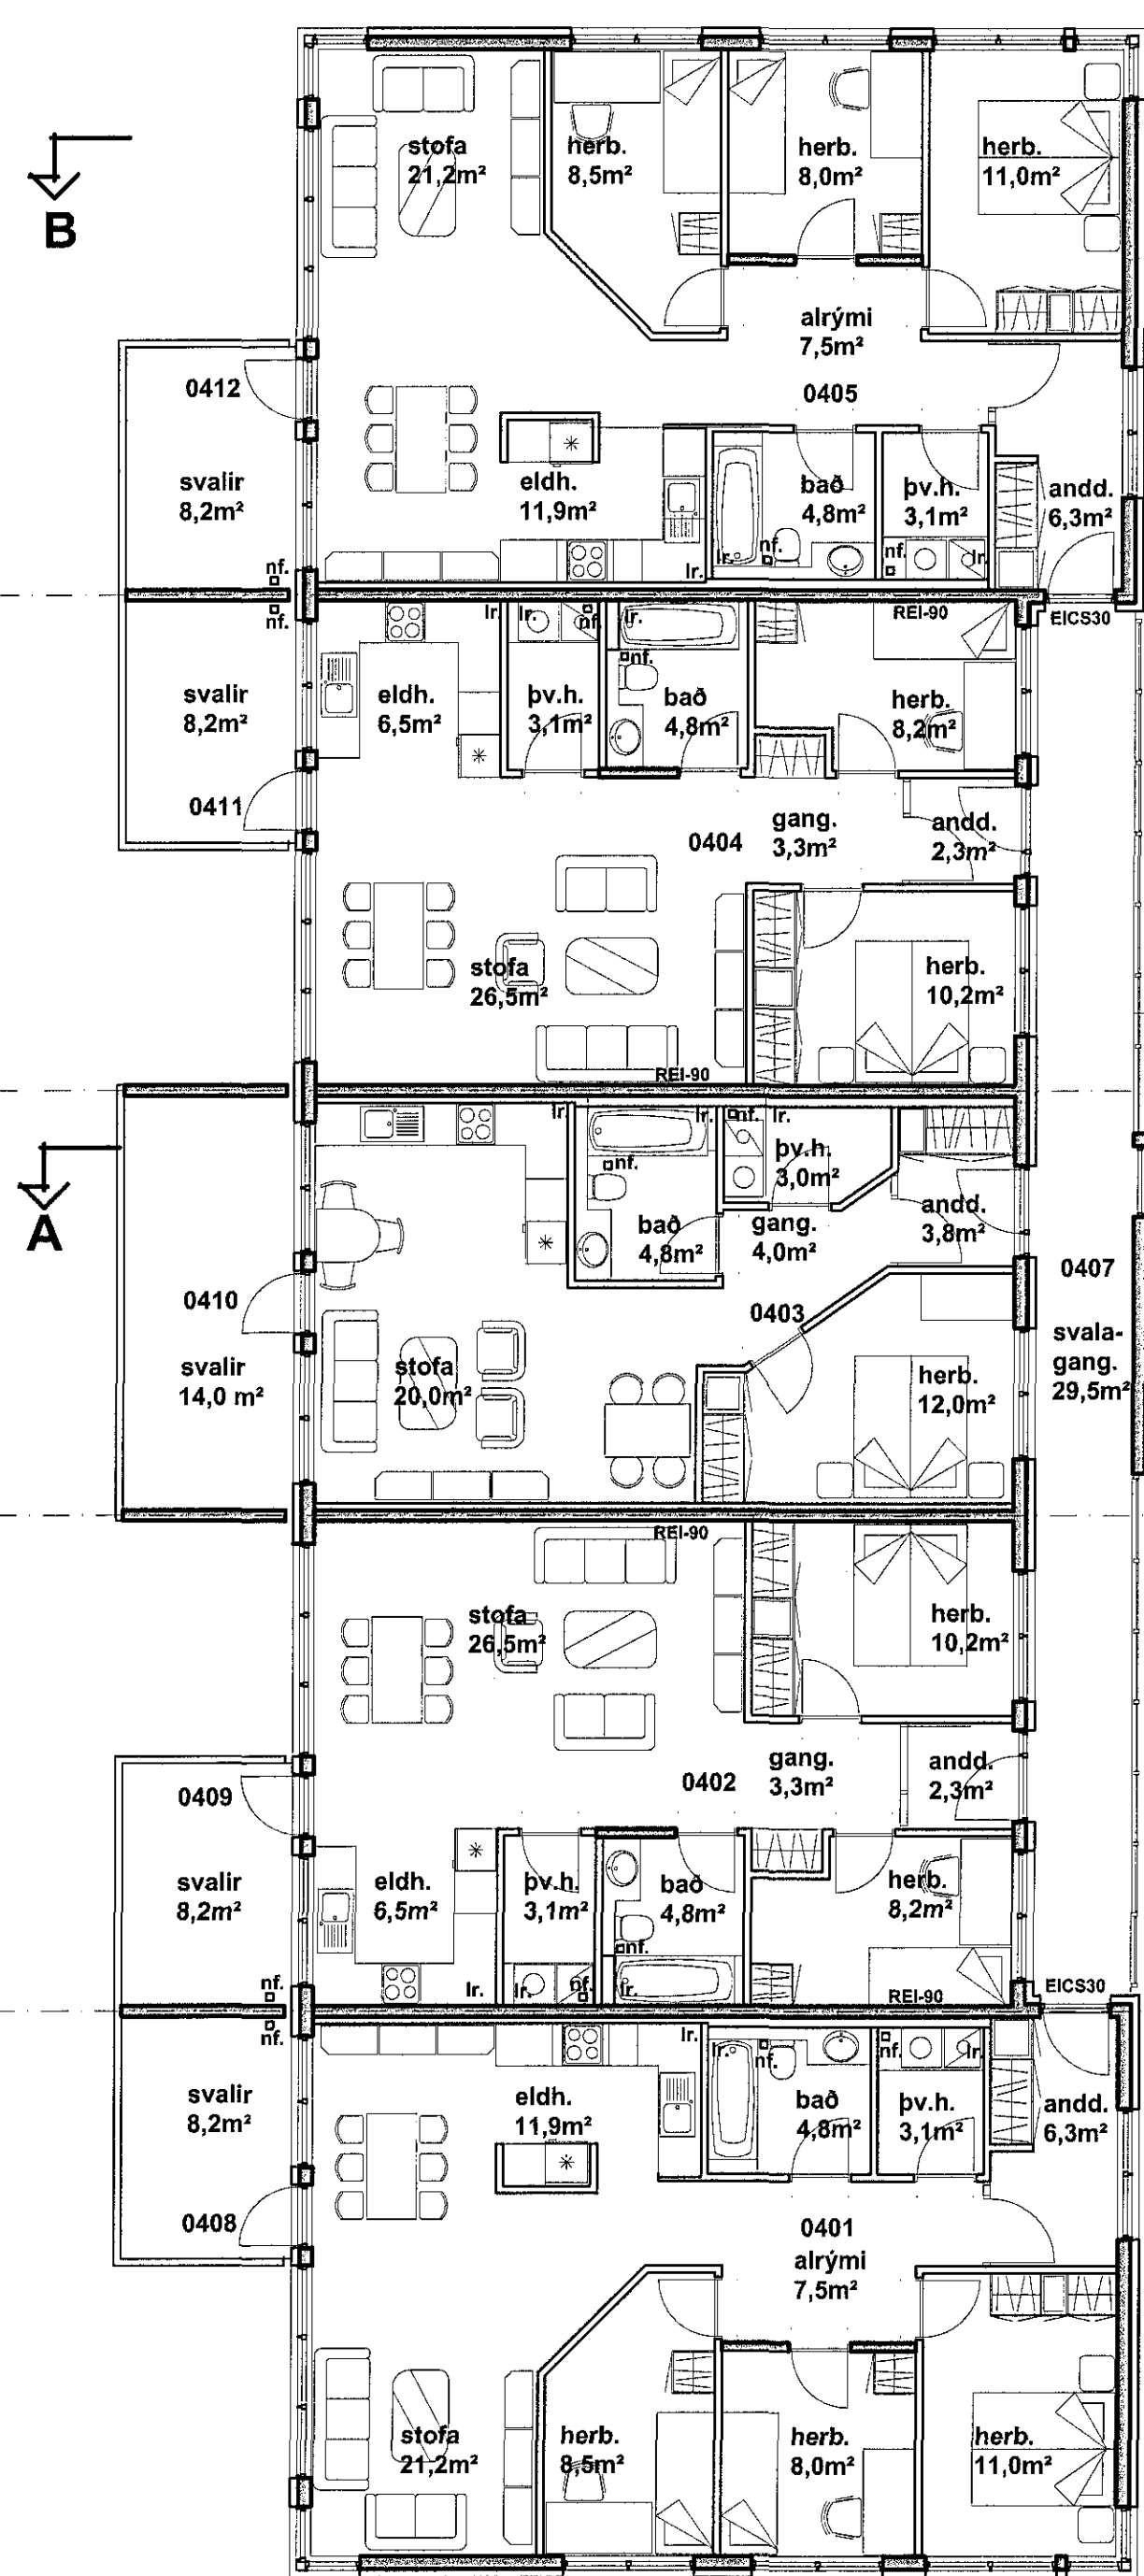 B
stofa
21,2m²
herb.
8,5m²
herb.
8,0m²
herb.
11,0m²
alrými
7,5m²
0405
0412
svalir
8,2m²
eldh.
11,9m²
bað
4,8m²
þv.h.
3,1m²
andd.
6,3m²
lr.
lr.
nf.
nf.
lr.
nf.
nf.
EICS30
REI-90
lr.
lr.
nf.
lr.
nf.
svalir
8,2m²
eldh.
6,5m²
þv.h.
3,1m²
bað
4,8m²
herb.
8,2m²
0411
0404
gang.
3,3m²
andd.
2,3m²
stofa
26,5m²
herb.
10,2m²
REI-90
A
lr.
lr.
nf.
lr.
nf.
þv.h.
3,0m²
bað
4,8m²
gang.
4,0m²
andd.
3,8m²
0410
0403
0407
svala-
gang.
29,5m²
svalir
14,0 m²
stofa
20,0m²
herb.
12,0m²
REI-90
stofa
26,5m²
herb.
10,2m²
0409
0402
gang.
3,3m²
andd.
2,3m²
svalir
8,2m²
eldh.
6,5m²
þv.h.
3,1m²
bað
4,8m²
herb.
8,2m²
nf.
nf.
lr.
lr.
nf.
lr.
REI-90
EICS30
nf.
lr.
lr.
nf.
nf.
lr.
svalir
8,2m²
eldh.
11,9m²
bað
4,8m²
þv.h.
3,1m²
andd.
6,3m²
0408
0401
alrými
7,5m²
stofa
21,2m²
herb.
8,5m²
herb.
8,0m²
herb.
11,0m²